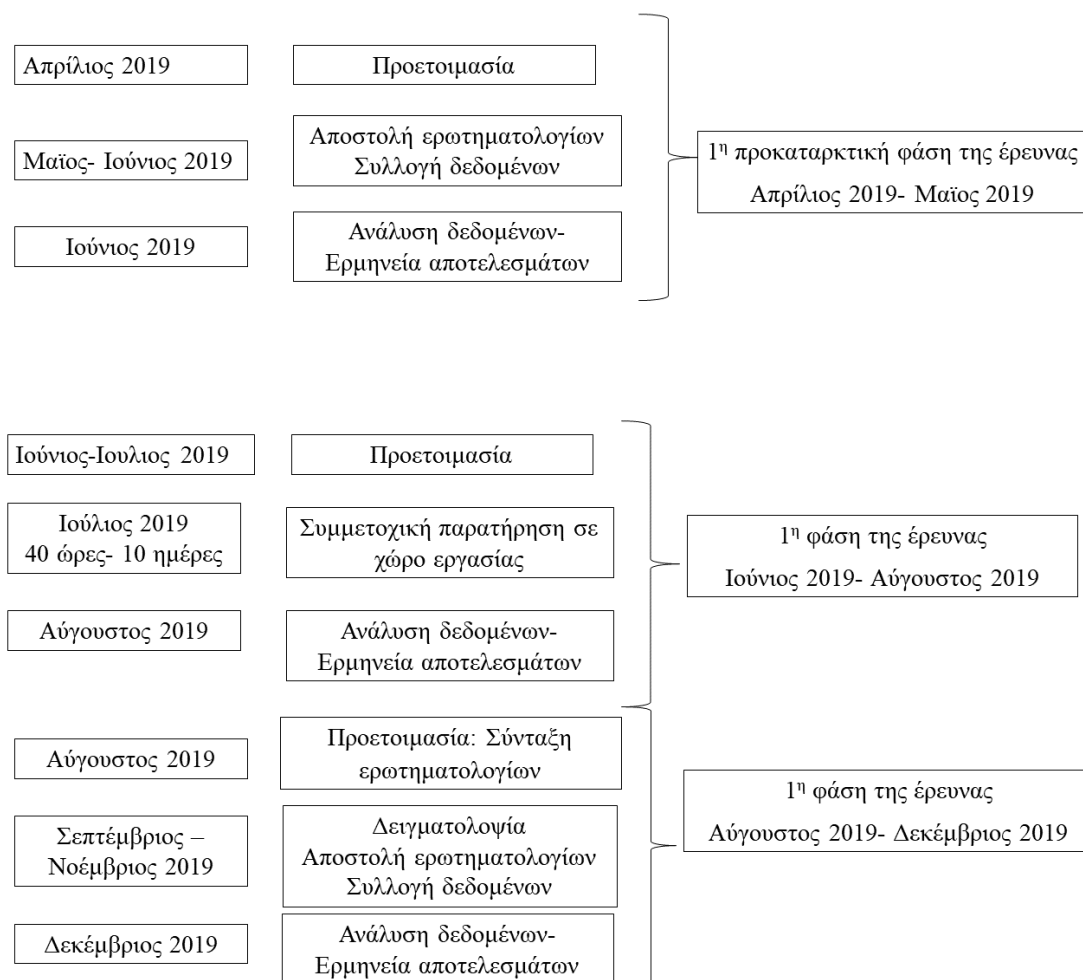 Απρίλιος 2019
Προετοιμασία
Μαϊος- Ιούνιος 2019
Αποστολή ερωτηματολογίων
Συλλογή δεδομένων
Ιούνιος 2019
Ανάλυση δεδομένων-
Ερμηνεία αποτελεσμάτων
1η προκαταρκτική φάση της έρευνας
Απρίλιος 2019- Μαϊος 2019
Ιούνιος-Ιουλιος 2019
Προετοιμασία
Ιούλιος 2019
40 ώρες- 10 ημέρες
Συμμετοχική παρατήρηση σε
χώρο εργασίας
Αύγουστος 2019
Ανάλυση δεδομένων-
Ερμηνεία αποτελεσμάτων
1η φάση της έρευνας
Ιούνιος 2019- Αύγουστος 2019
Αύγουστος 2019
Προετοιμασία: Σύνταξη
ερωτηματολογίων
Σεπτέμβριος –
Νοέμβριος 2019
Δειγματολοψία
Αποστολή ερωτηματολογίων
Συλλογή δεδομένων
Δεκέμβριος 2019
Ανάλυση δεδομένων-
Ερμηνεία αποτελεσμάτων
1η φάση της έρευνας
Αύγουστος 2019- Δεκέμβριος 2019